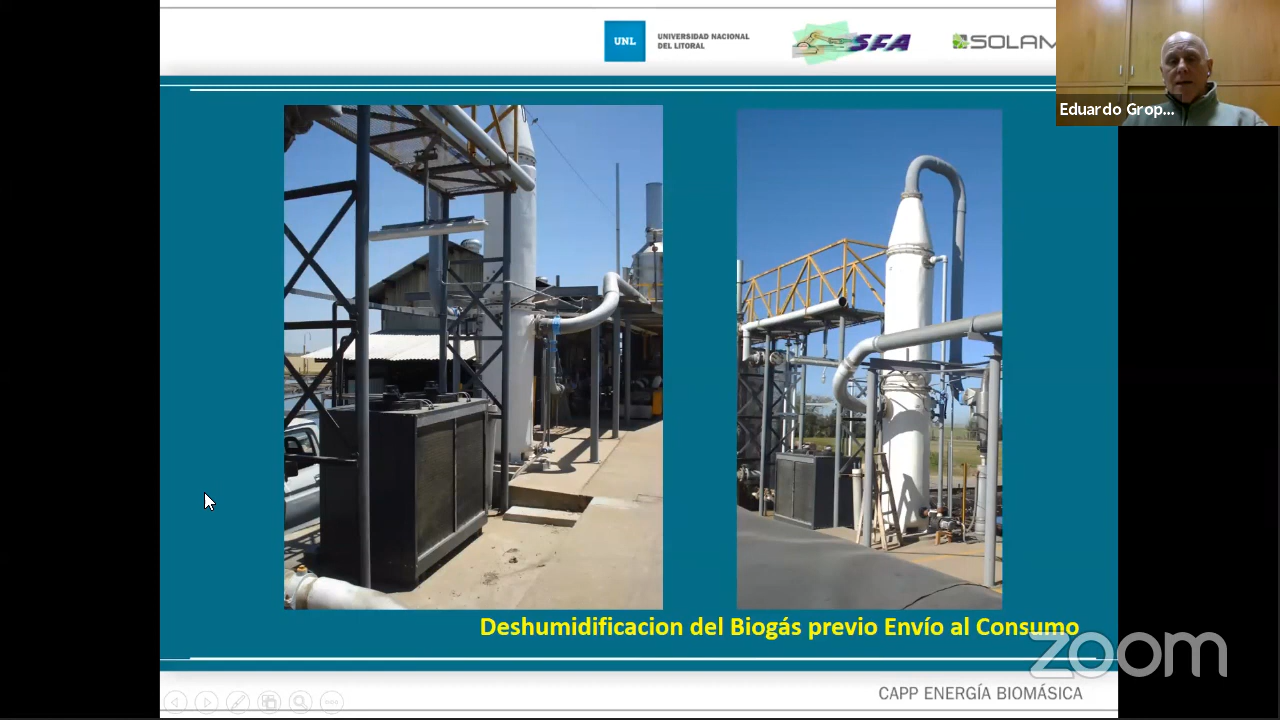 UNL
UNIVERSIDAD NACIONAL
DEL LITORAL
SFA
SOLAM
Eduardo Grop...
Deshumidificacion del Biogás previo Envío al Consumo
zoom
CAPP ENERGÍA BIOMÁSICA